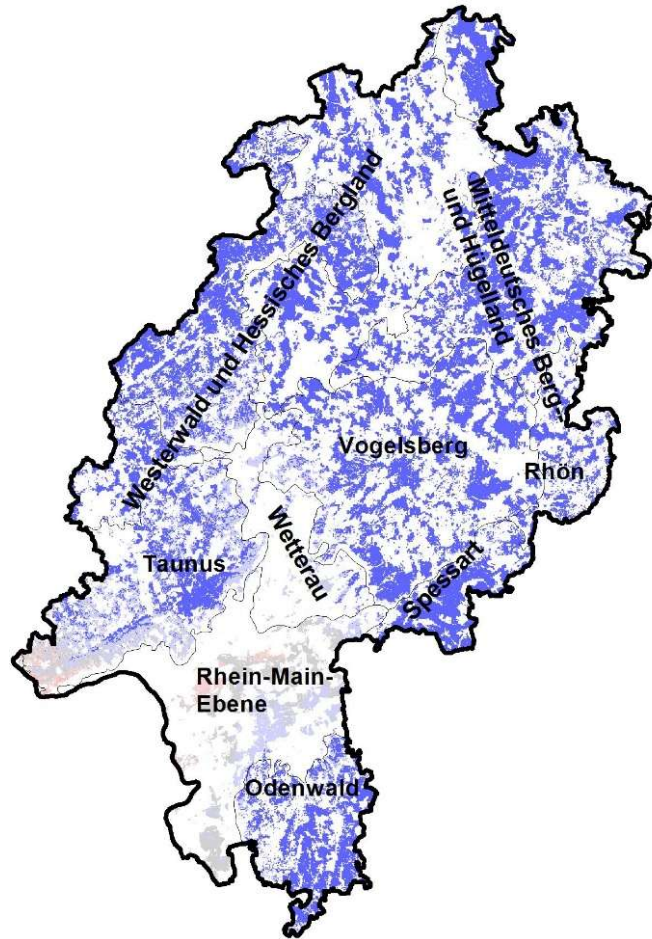 Westerwald und Hessisches Bergland
Mitteldeutsches Berg--
und Hügelland
Vogelsberg
Rhön
Wetterau
Taunus
Spessart
Rhein-Main-
Ebene
Odenwald